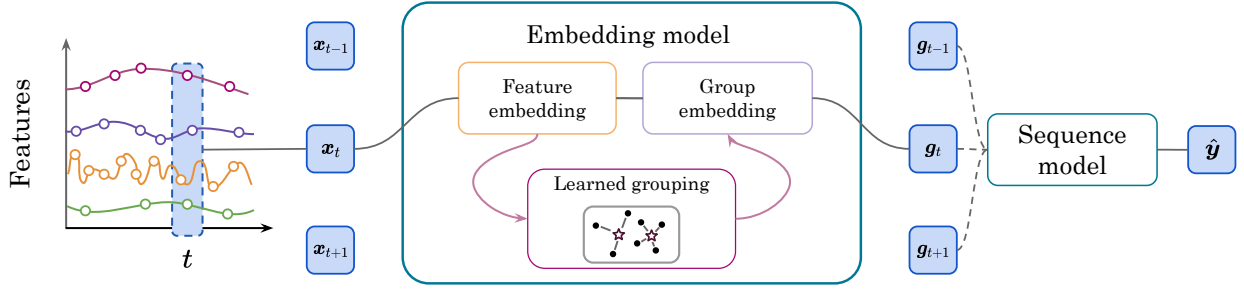 Features
t
x_{t-1}
x_t
x_{t+1}
Embedding model
Feature
embedding
Group
embedding
Learned grouping
g_{t-1}
g_t
g_{t+1}
Sequence
model
ŷ